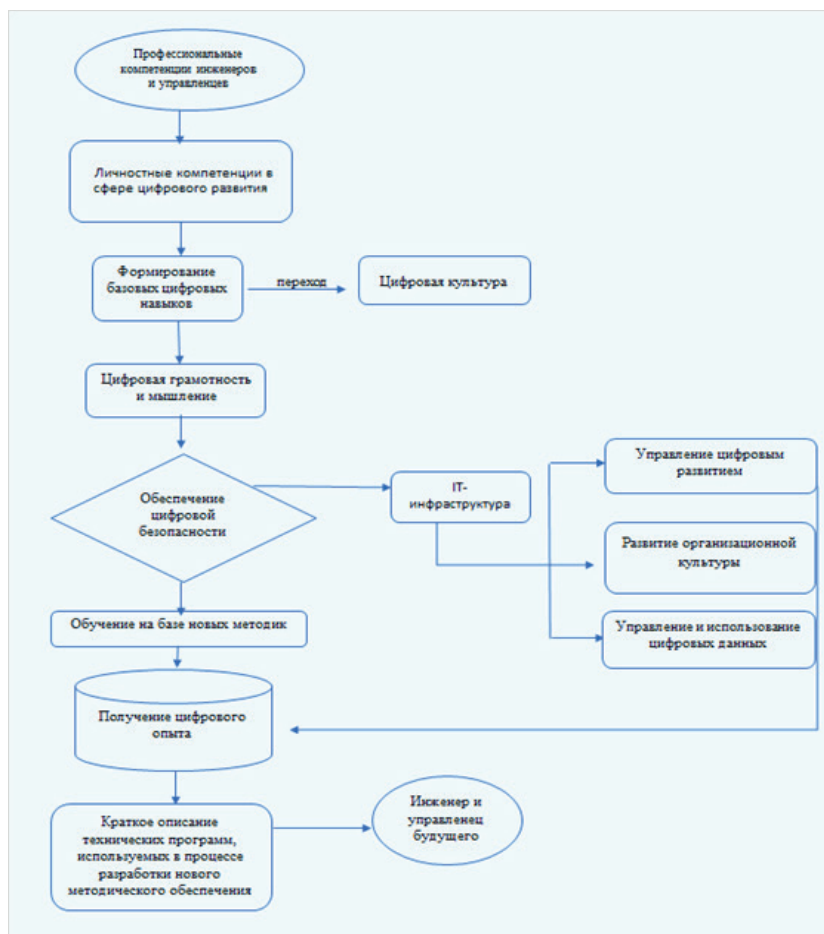 Профессиональные
компетенции инженеров
и управленцев
Личностные компетенции в
сфере цифрового развития
Формирование
базовых цифровых
навыков
переход
Цифровая культура
Цифровая грамотность
и мышление
Обеспечение
цифровой
безопасности
IT-
инфраструктура
Управление цифровым
развитием
Развитие организационной
культуры
Управление и использование
цифровых данных
Обучение на базе новых методик
Получение цифрового
опыта
Краткое описание
технических программ,
используемых в процессе
разработки нового
методического обеспечения
Инженер и
управленец
будущего